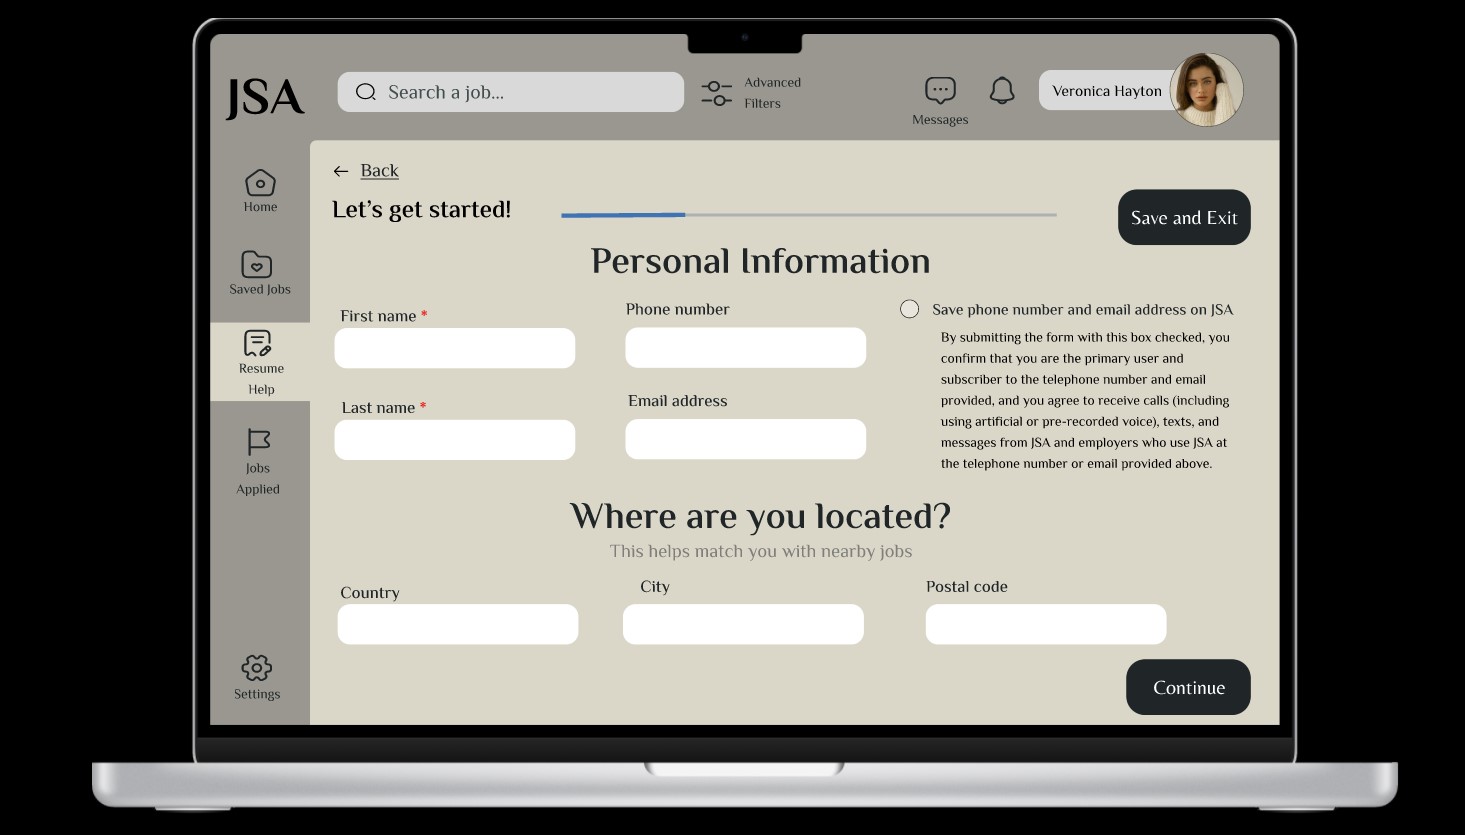 JSA
Search a job...
Advanced
Filters
Messages
Veronica Hayton
Home
Saved Jobs
Resume
Help
Jobs
Applied
Settings
Back
Let's get started!
Save and Exit
Personal Information
First name *
Phone number
Save phone number and email address on JSA
By submitting the form with this box checked, you
confirm that you are the primary user and
subscriber to the telephone number and email
provided, and you agree to receive calls (including
using artificial or pre-recorded voice), texts, and
messages from JSA and employers who use JSA at
the telephone number or email provided above.
Last name *
Email address
Where are you located?
This helps match you with nearby jobs
Country
City
Postal code
Continue